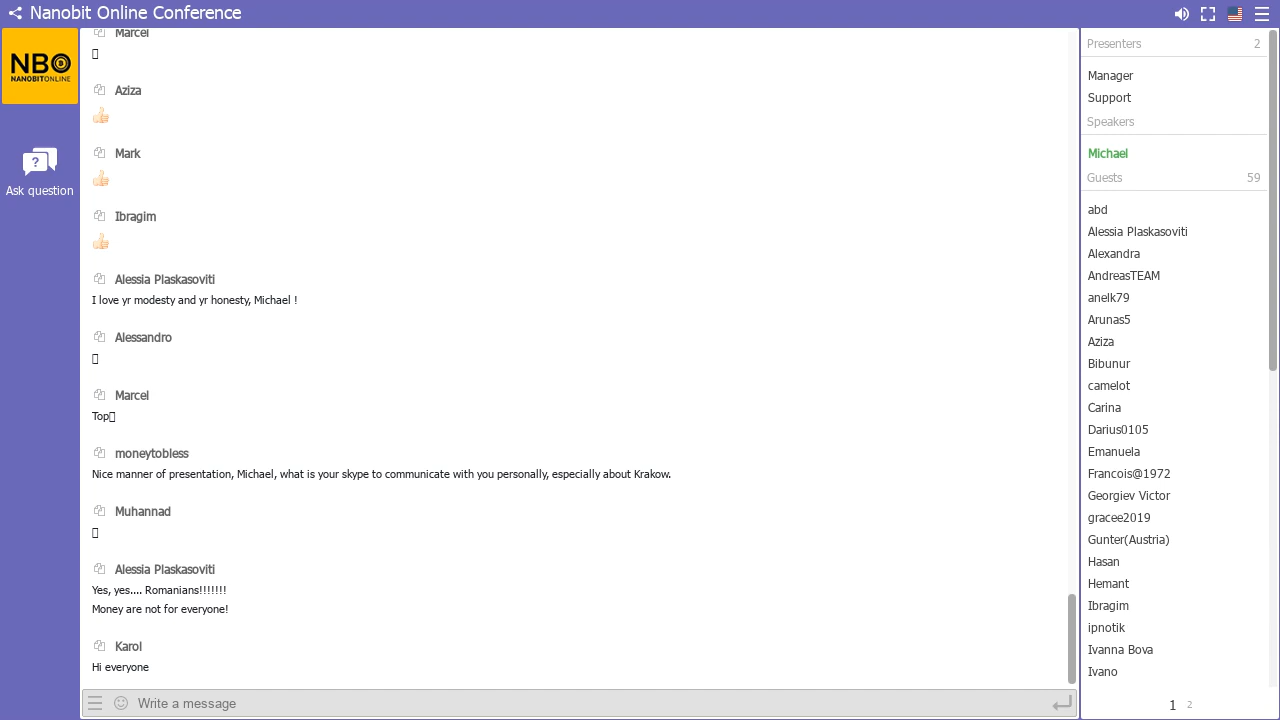 Nanobit Online Conference
NBO
NANOBITONLINE
Ask question
Marcel
Aziza
Mark
Ibragim
Alessia Plaskasoviti
I love yr modesty and yr honesty, Michael !
Alessandro
Marcel
Top
moneytobless
Nice manner of presentation, Michael, what is your skype to communicate with you personally, especially about Krakow.
Muhannad
Alessia Plaskasoviti
Yes, yes.... Romanians!!!!!!!
Money are not for everyone!
Karol
Hi everyone
Write a message
Presenters 2
Manager
Support
Speakers
Michael
Guests 59
abd
Alessia Plaskasoviti
Alexandra
AndreasTEAM
anelk79
Arunas5
Aziza
Bibunur
camelot
Carina
Darius0105
Emanuela
Francois@1972
Georgiev Victor
gracee2019
Gunter(Austria)
Hasan
Hemant
Ibragim
ipnotik
Ivanna Bova
Ivano
1 2